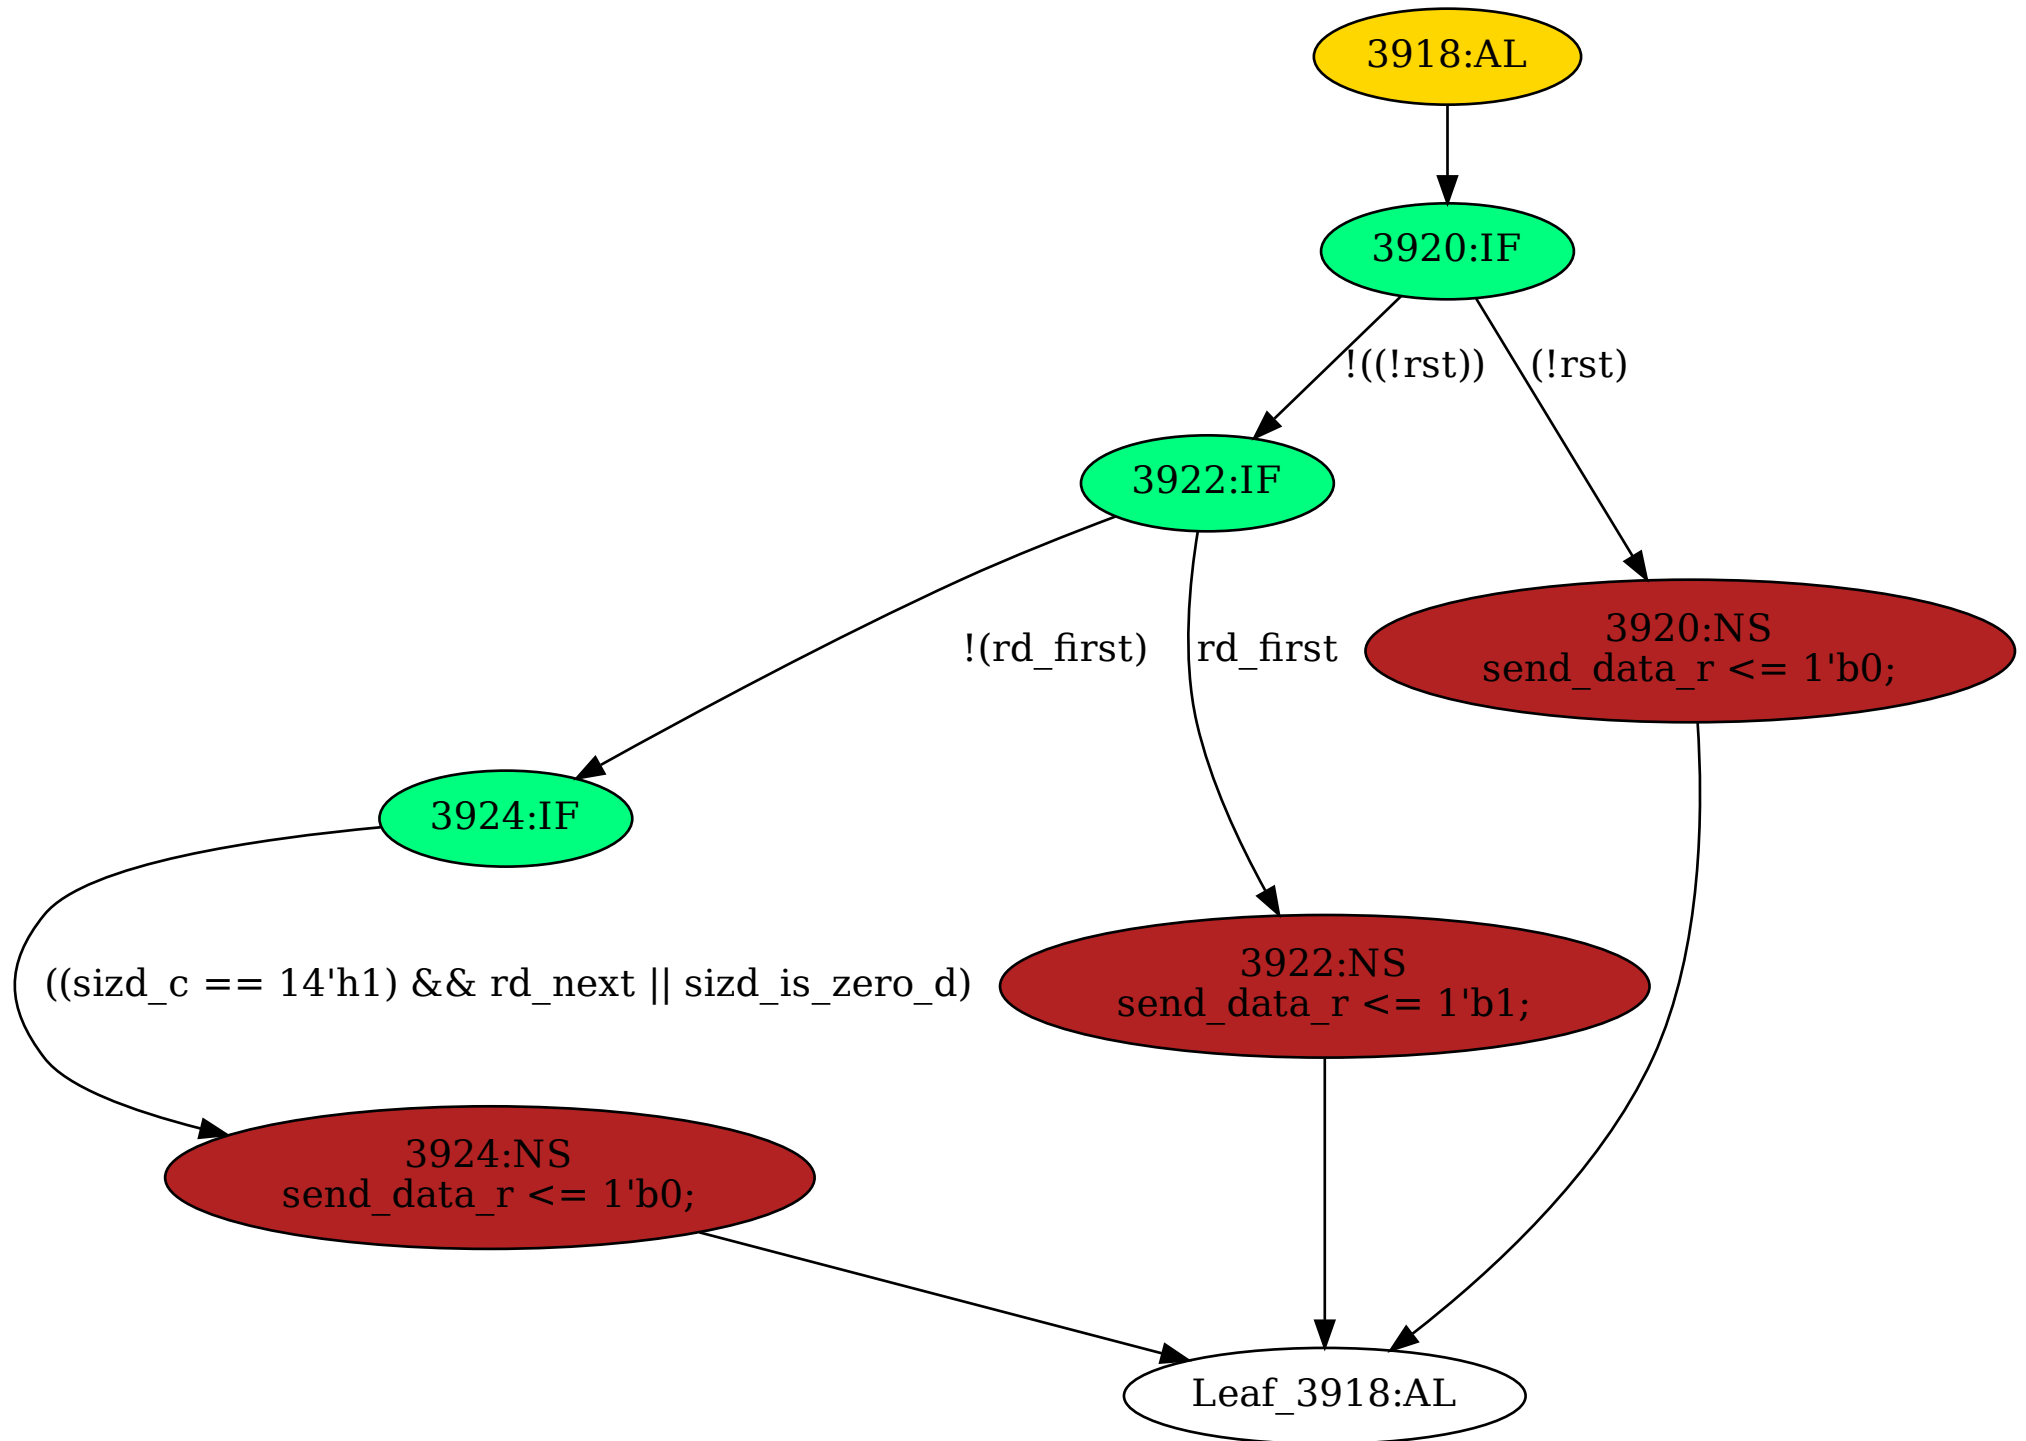 3918:AL
3920:IF
!((!rst))
(!rst)
3922:IF
3920:NS
send_data_r <= 1'b0;
!(rd_first)
rd_first
3924:IF
3922:NS
send_data_r <= 1'b1;
((sizd_c == 14'h1) && rd_next || sizd_is_zero_d)
3924:NS
send_data_r <= 1'b0;
Leaf_3918:AL